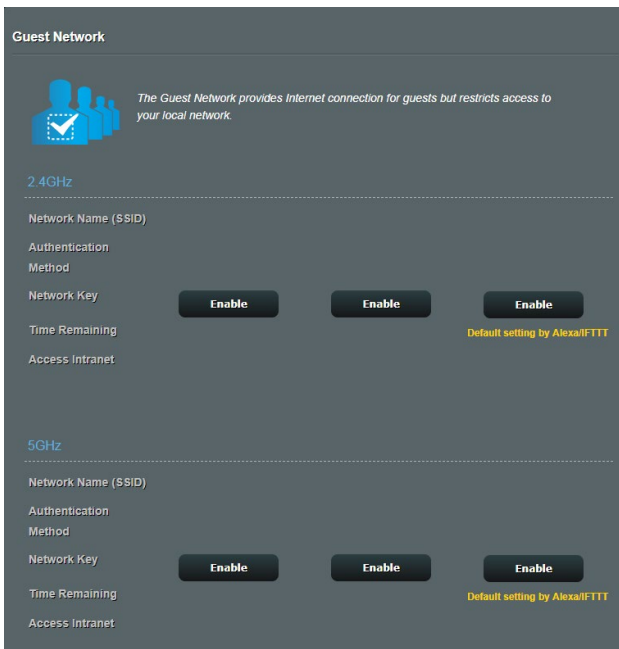 Guest Network
The Guest Network provides Internet connection for guests but restricts access to
your local network.
2.4GHz
Network Name (SSID)
Authentication
Method
Network Key
Enable
Enable
Enable
Time Remaining
Default setting by Alexa/IFTTT
Access Intranet
5GHz
Network Name (SSID)
Authentication
Method
Network Key
Enable
Enable
Enable
Time Remaining
Default setting by Alexa/IFTTT
Access Intranet